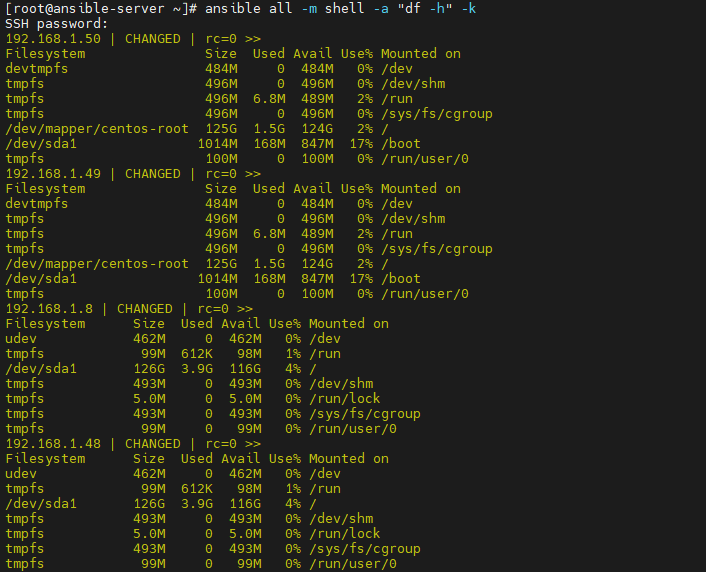 [root@ansible-server ~]# ansible all -m shell -a "df -h" -k
SSH password:
192.168.1.50 | CHANGED | rc=0 >>
Filesystem               Size  Used Avail Use% Mounted on
devtmpfs                 484M     0  484M   0% /dev
tmpfs                    496M     0  496M   0% /dev/shm
tmpfs                    496M  6.8M  489M   2% /run
tmpfs                    496M     0  496M   0% /sys/fs/cgroup
/dev/mapper/centos-root  125G  1.5G  124G   2% /
/dev/sda1               1014M  168M  847M  17% /boot
tmpfs                    100M     0  100M   0% /run/user/0
192.168.1.49 | CHANGED | rc=0 >>
Filesystem               Size  Used Avail Use% Mounted on
devtmpfs                 484M     0  484M   0% /dev
tmpfs                    496M     0  496M   0% /dev/shm
tmpfs                    496M  6.8M  489M   2% /run
tmpfs                    496M     0  496M   0% /sys/fs/cgroup
/dev/mapper/centos-root  125G  1.5G  124G   2% /
/dev/sda1               1014M  168M  847M  17% /boot
tmpfs                    100M     0  100M   0% /run/user/0
192.168.1.8 | CHANGED | rc=0 >>
Filesystem      Size  Used Avail Use% Mounted on
udev            462M     0  462M   0% /dev
tmpfs            99M  612K   98M   1% /run
/dev/sda1       126G  3.9G  116G   4% /
tmpfs           493M     0  493M   0% /dev/shm
tmpfs           5.0M     0  5.0M   0% /run/lock
tmpfs           493M     0  493M   0% /sys/fs/cgroup
tmpfs            99M     0   99M   0% /run/user/0
192.168.1.48 | CHANGED | rc=0 >>
Filesystem      Size  Used Avail Use% Mounted on
udev            462M     0  462M   0% /dev
tmpfs            99M  612K   98M   1% /run
/dev/sda1       126G  3.9G  116G   4% /
tmpfs           493M     0  493M   0% /dev/shm
tmpfs           5.0M     0  5.0M   0% /run/lock
tmpfs           493M     0  493M   0% /sys/fs/cgroup
tmpfs            99M     0   99M   0% /run/user/0